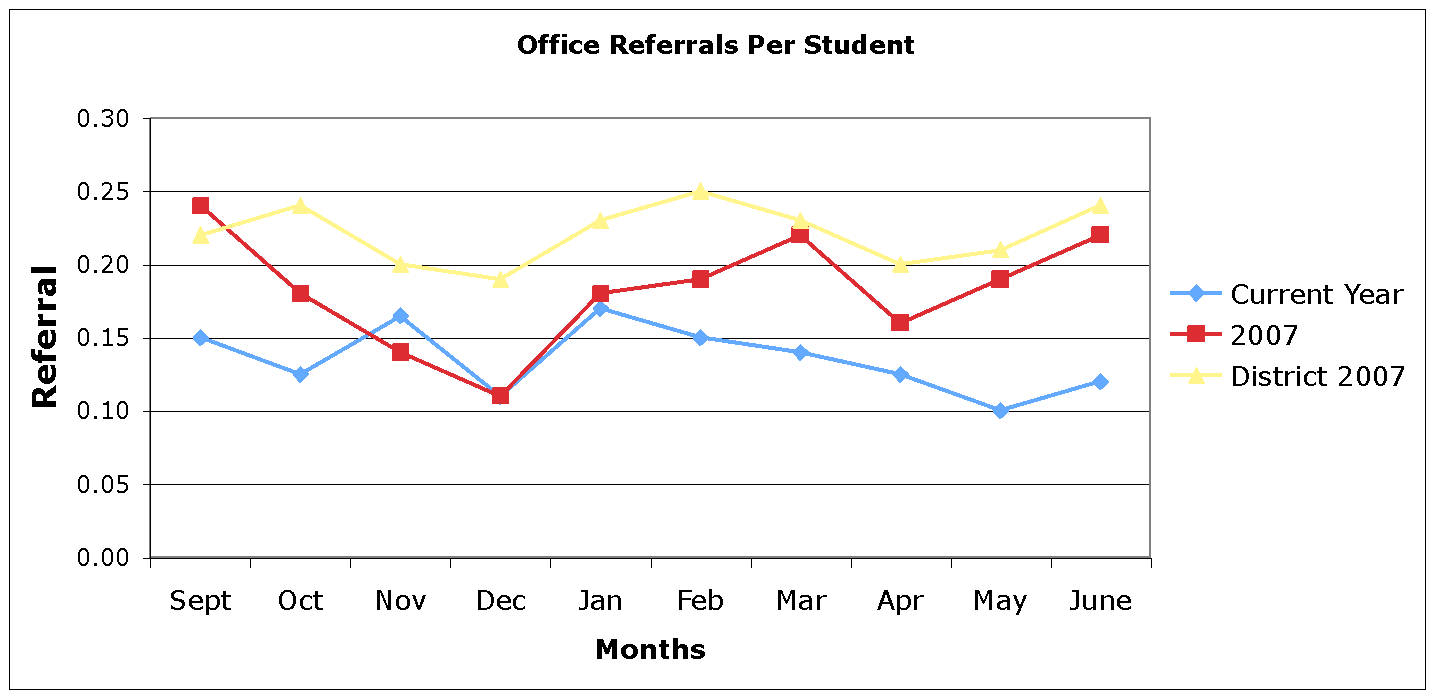 Office Referrals Per Student
0.30
0.25
0.20
0.15
0.10
0.05
0.00
Referral
Sept Oct Nov Dec Jan Feb Mar Apr May June
Months
Current Year
2007
District 2007